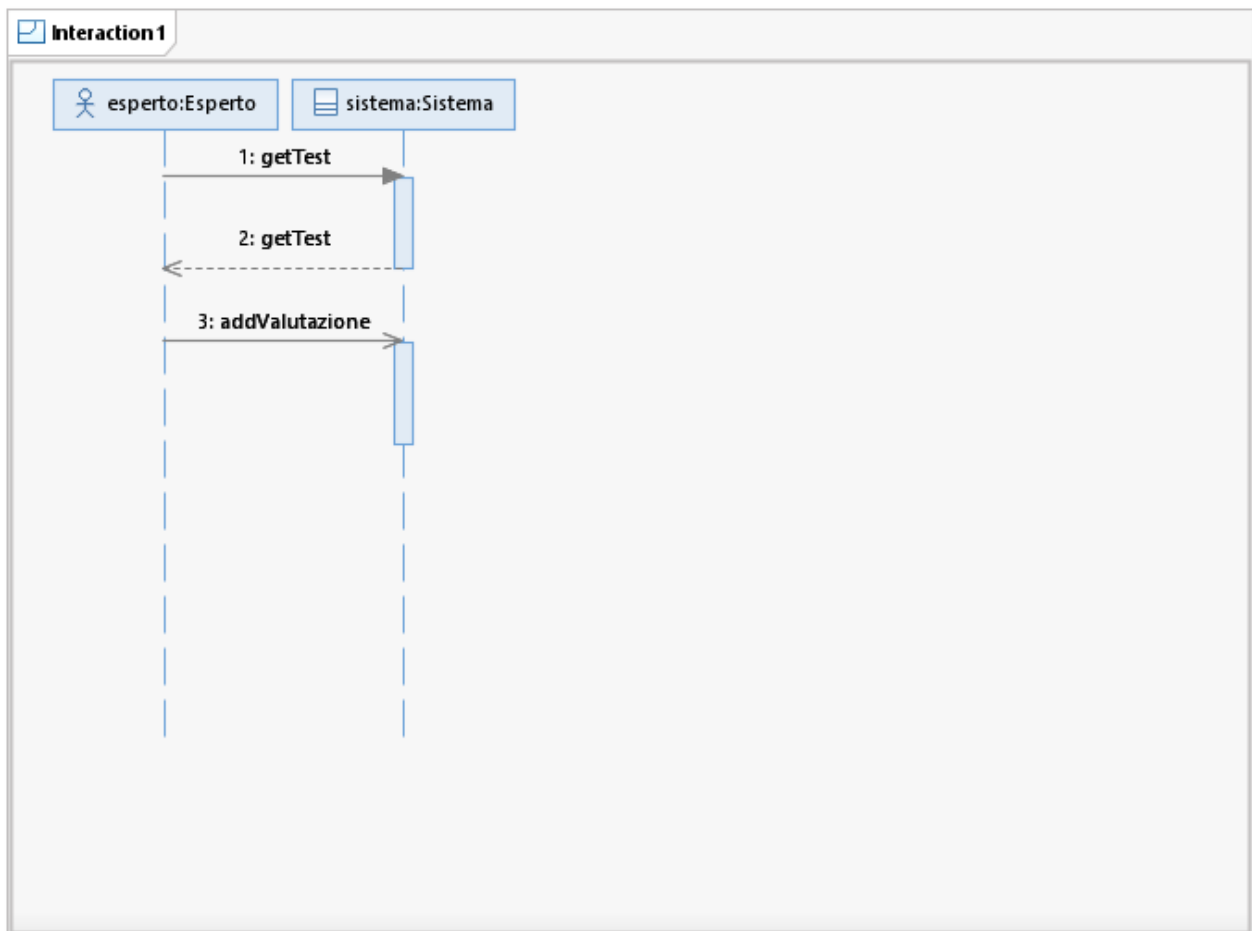 Interaction1
esperto:Esperto
sistema:Sistema
1: getTest
2: getTest
3: addValutazione